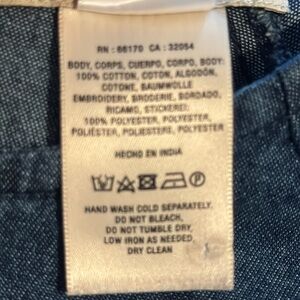 RN : 66170 CA : 32054
BODY, CORPS, CUERPO, CORPO, BODY:
100% COTTON, COTON, ALGODÓN,
COTONE, BAUMWOLLE
EMBROIDERY, BRODERIE, BORDADO,
RICAMO, STICKEREI:
100% POLYESTER, POLYESTER,
POLIÉSTER, POLIESTERE, POLYESTER
HECHO EN INDIA
HAND WASH COLD SEPARATELY.
DO NOT BLEACH.
DO NOT TUMBLE DRY.
LOW IRON AS NEEDED.
DRY CLEAN